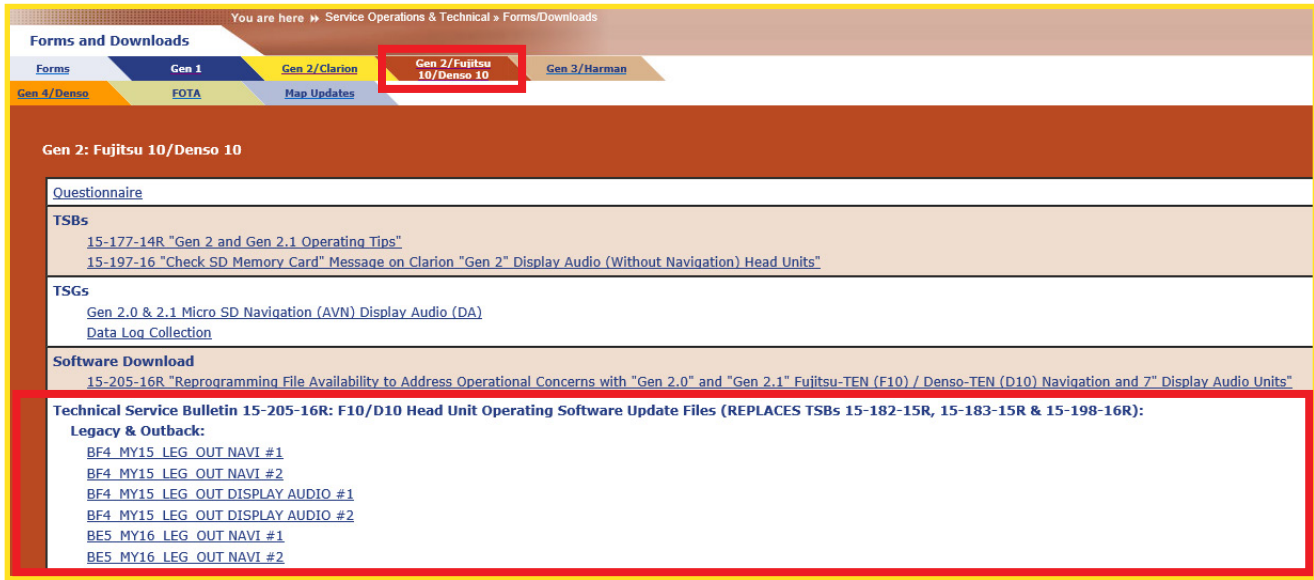 You are here » Service Operations & Technical » Forms/Downloads
Forms and Downloads
Forms
Gen 1
Gen 2/Clarion
Gen 2/Fujitsu
10/Denso 10
Gen 3/Harman
Gen 4/Denso
FOTA
Map Updates
Gen 2: Fujitsu 10/Denso 10
Questionnaire
TSBs
15-177-14R "Gen 2 and Gen 2.1 Operating Tips"
15-197-16 "Check SD Memory Card" Message on Clarion "Gen 2" Display Audio (Without Navigation) Head Units"
TSGs
Gen 2.0 & 2.1 Micro SD Navigation (AVN) Display Audio (DA)
Data Log Collection
Software Download
15-205-16R "Reprogramming File Availability to Address Operational Concerns with "Gen 2.0" and "Gen 2.1" Fujitsu-TEN (F10) / Denso-TEN (D10) Navigation and 7" Display Audio Units"
Technical Service Bulletin 15-205-16R: F10/D10 Head Unit Operating Software Update Files (REPLACES TSBs 15-182-15R, 15-183-15R & 15-198-16R):
Legacy & Outback:
BF4 MY15 LEG OUT NAVI #1
BF4 MY15 LEG OUT NAVI #2
BF4 MY15 LEG OUT DISPLAY AUDIO #1
BF4 MY15 LEG OUT DISPLAY AUDIO #2
BE5 MY16 LEG OUT NAVI #1
BE5 MY16 LEG OUT NAVI #2